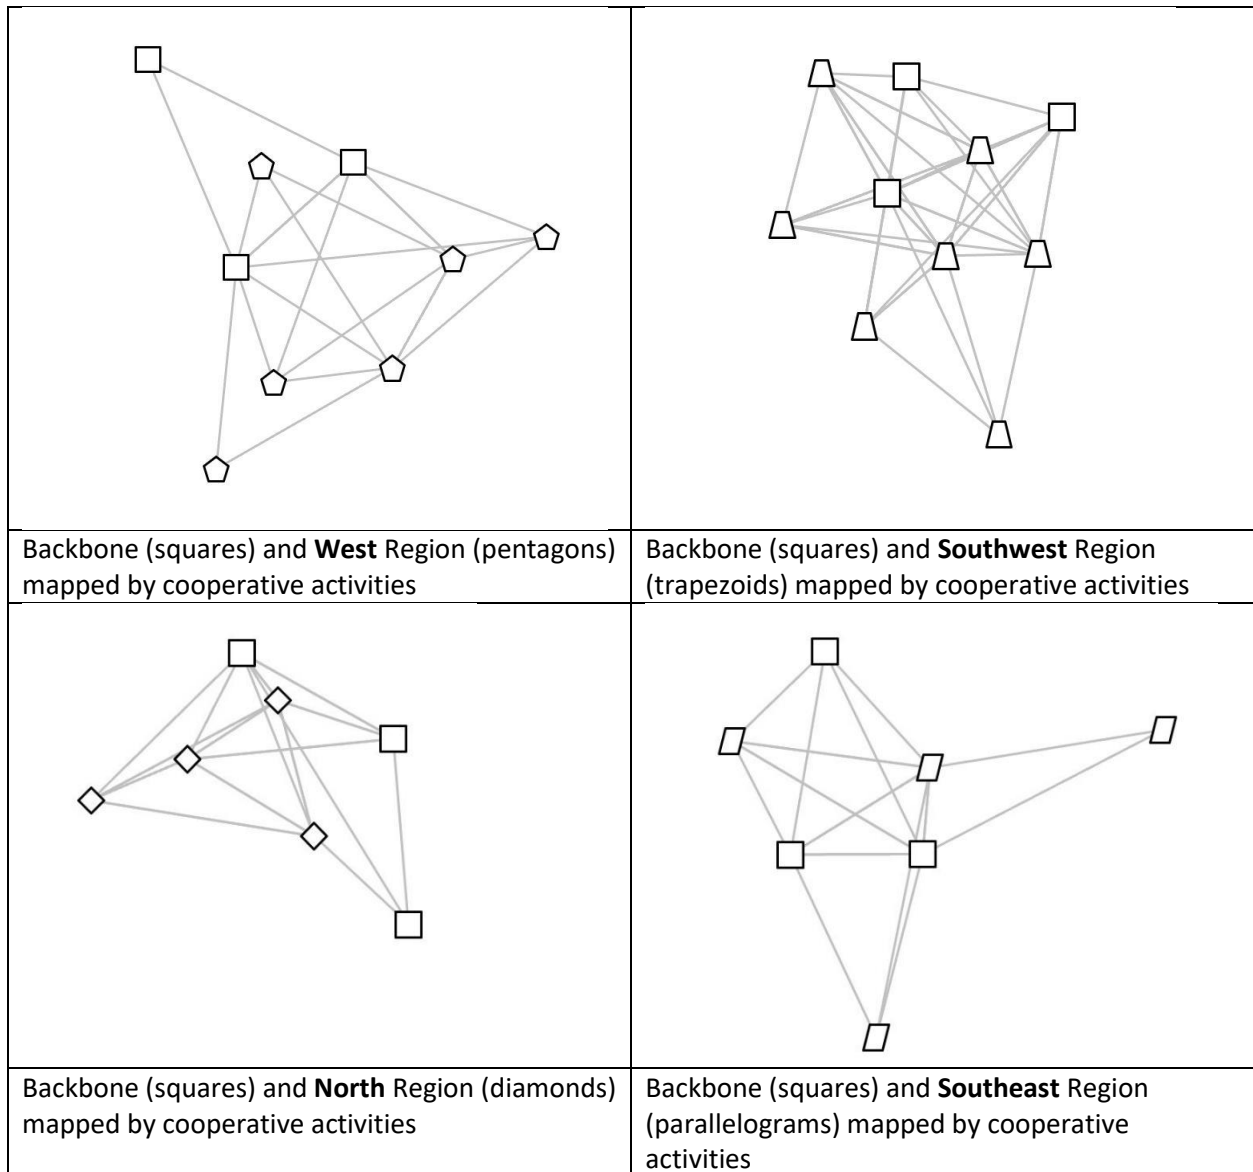 Backbone (squares) and West Region (pentagons)
mapped by cooperative activities
Backbone (squares) and Southwest Region
(trapezoids) mapped by cooperative activities
Backbone (squares) and North Region (diamonds)
mapped by cooperative activities
Backbone (squares) and Southeast Region
(parallelograms) mapped by cooperative
activities